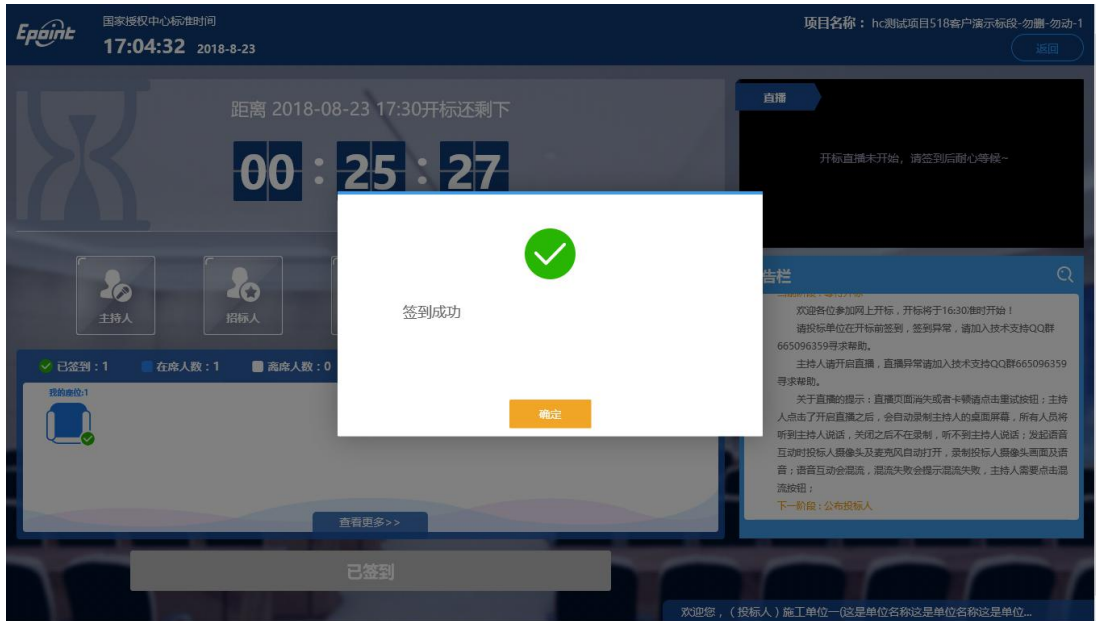 Epoint
国家授权中心标准时间
17:04:32 2018-8-23
项目名称：hc测试项目518客户演示标段-勿删-勿动-1
返回
距离 2018-08-23 17:30开标还剩下
00 : 25 : 27
直播
开标直播未开始，请签到后耐心等候~
签到成功
确定
主持人
招标人
已签到：1 在席人数：1 离席人数：0
我的座位:1
查看更多>>
已签到
告栏
欢迎各位参加网上开标，开标将于16:30准时开始！
请投标单位在开标前签到，签到异常，请加入技术支持QQ群
665096359寻求帮助。
主持人请开启直播，直播异常请加入技术支持QQ群665096359
寻求帮助。
关于直播的提示：直播页面消失或者卡顿请点击重试按钮；主持
人点击了开启直播之后，会自动录制主持人的桌面屏幕，所有人员将
听到主持人说话，关闭之后不在录制，听不到主持人说话；发起语音
互动时投标人摄像头及麦克风自动打开，录制投标人摄像头画面及语
音；语音互动会混流，混流失败会提示混流失败，主持人需要点击混
流按钮；
下一阶段：公布投标人
欢迎您，（投标人）施工单位一(这是单位名称这是单位名称这是单位...